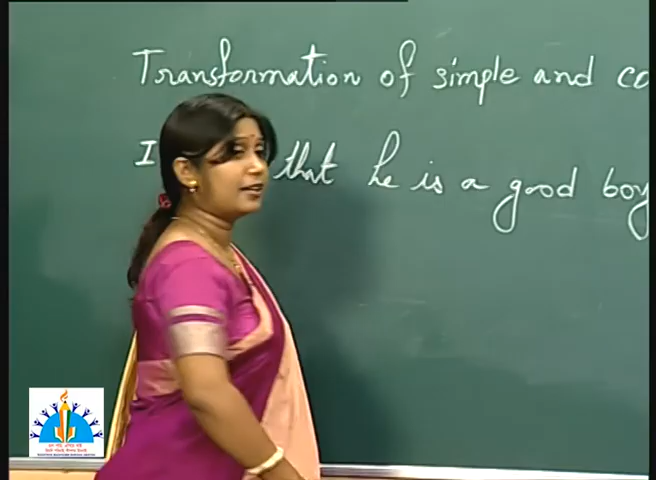 Transformation of simple and co
I that he is a good boy